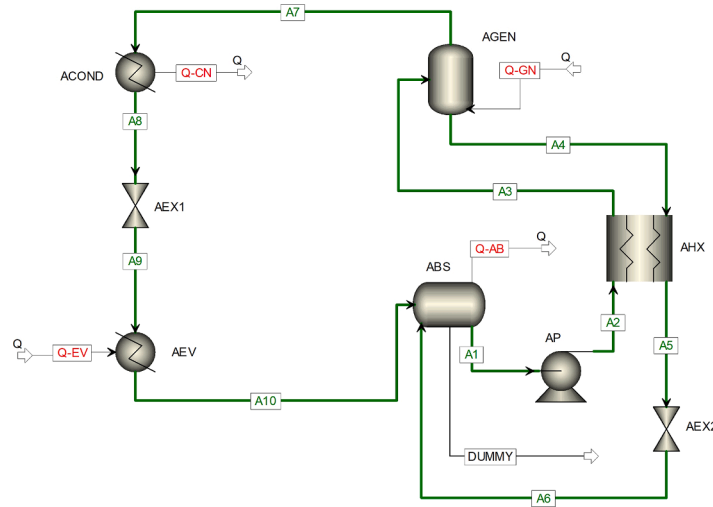 A7
AGEN
ACOND
Q-CN
Q
Q-GN
Q
A8
A4
A3
AEX1
AHX
Q-AB
Q
A9
ABS
A2
AP
Q
Q-EV
AEV
A1
A5
A10
AEX2
DUMMY
A6